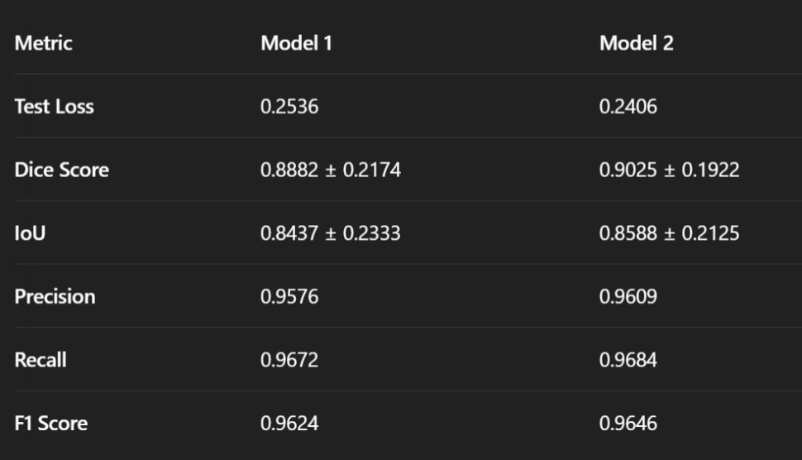 Metric Model 1 Model 2
Test Loss 0.2536 0.2406
Dice Score 0.8882 ± 0.2174 0.9025 ± 0.1922
IoU 0.8437 ± 0.2333 0.8588 ± 0.2125
Precision 0.9576 0.9609
Recall 0.9672 0.9684
F1 Score 0.9624 0.9646